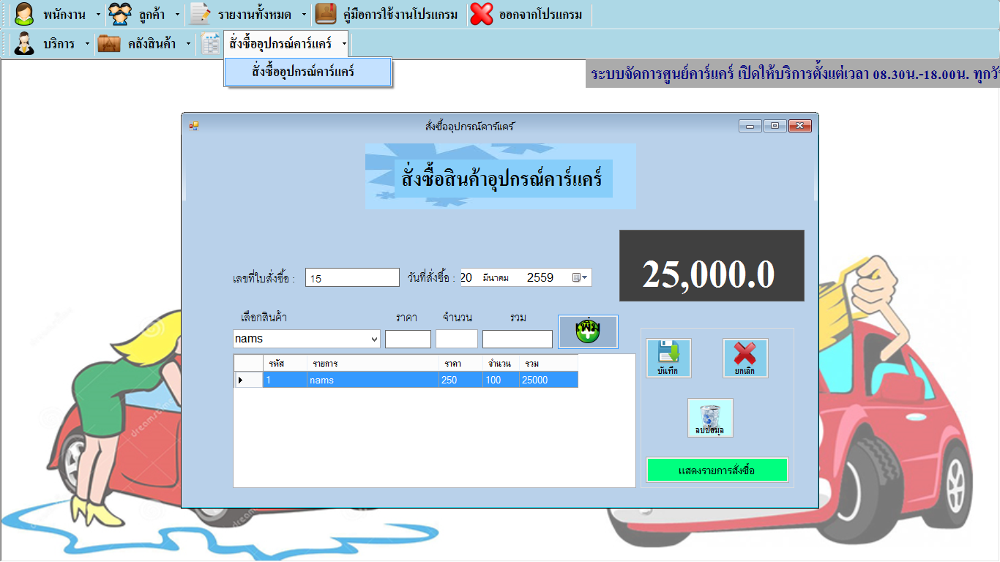 พนักงาน ลูกค้า รายงานทั้งหมด คู่มือการใช้งานโปรแกรม ออกจากโปรแกรม
บริการ คลังสินค้า สั่งซื้ออุปกรณ์คาร์แคร์
สั่งซื้ออุปกรณ์คาร์แคร์
ระบบจัดการศูนย์คาร์แคร์ เปิดให้บริการตั้งแต่เวลา 08.30น.-18.00น.
สั่งซื้ออุปกรณ์คาร์แคร์
สั่งซื้อสินค้าอุปกรณ์คาร์แคร์
25,000.0
เลขที่ใบสั่งซื้อ : 15 วันที่สั่งซื้อ : 20 มีนาคม 2559
เลือกสินค้า ราคา จำนวน รวม
nams
เพิ่ม
รหัส รายการ ราคา จำนวน รวม
1 nams 250 100 25000
บันทึก ยกเลิก
ลบข้อมูล
แสดงรายการสั่งซื้อ